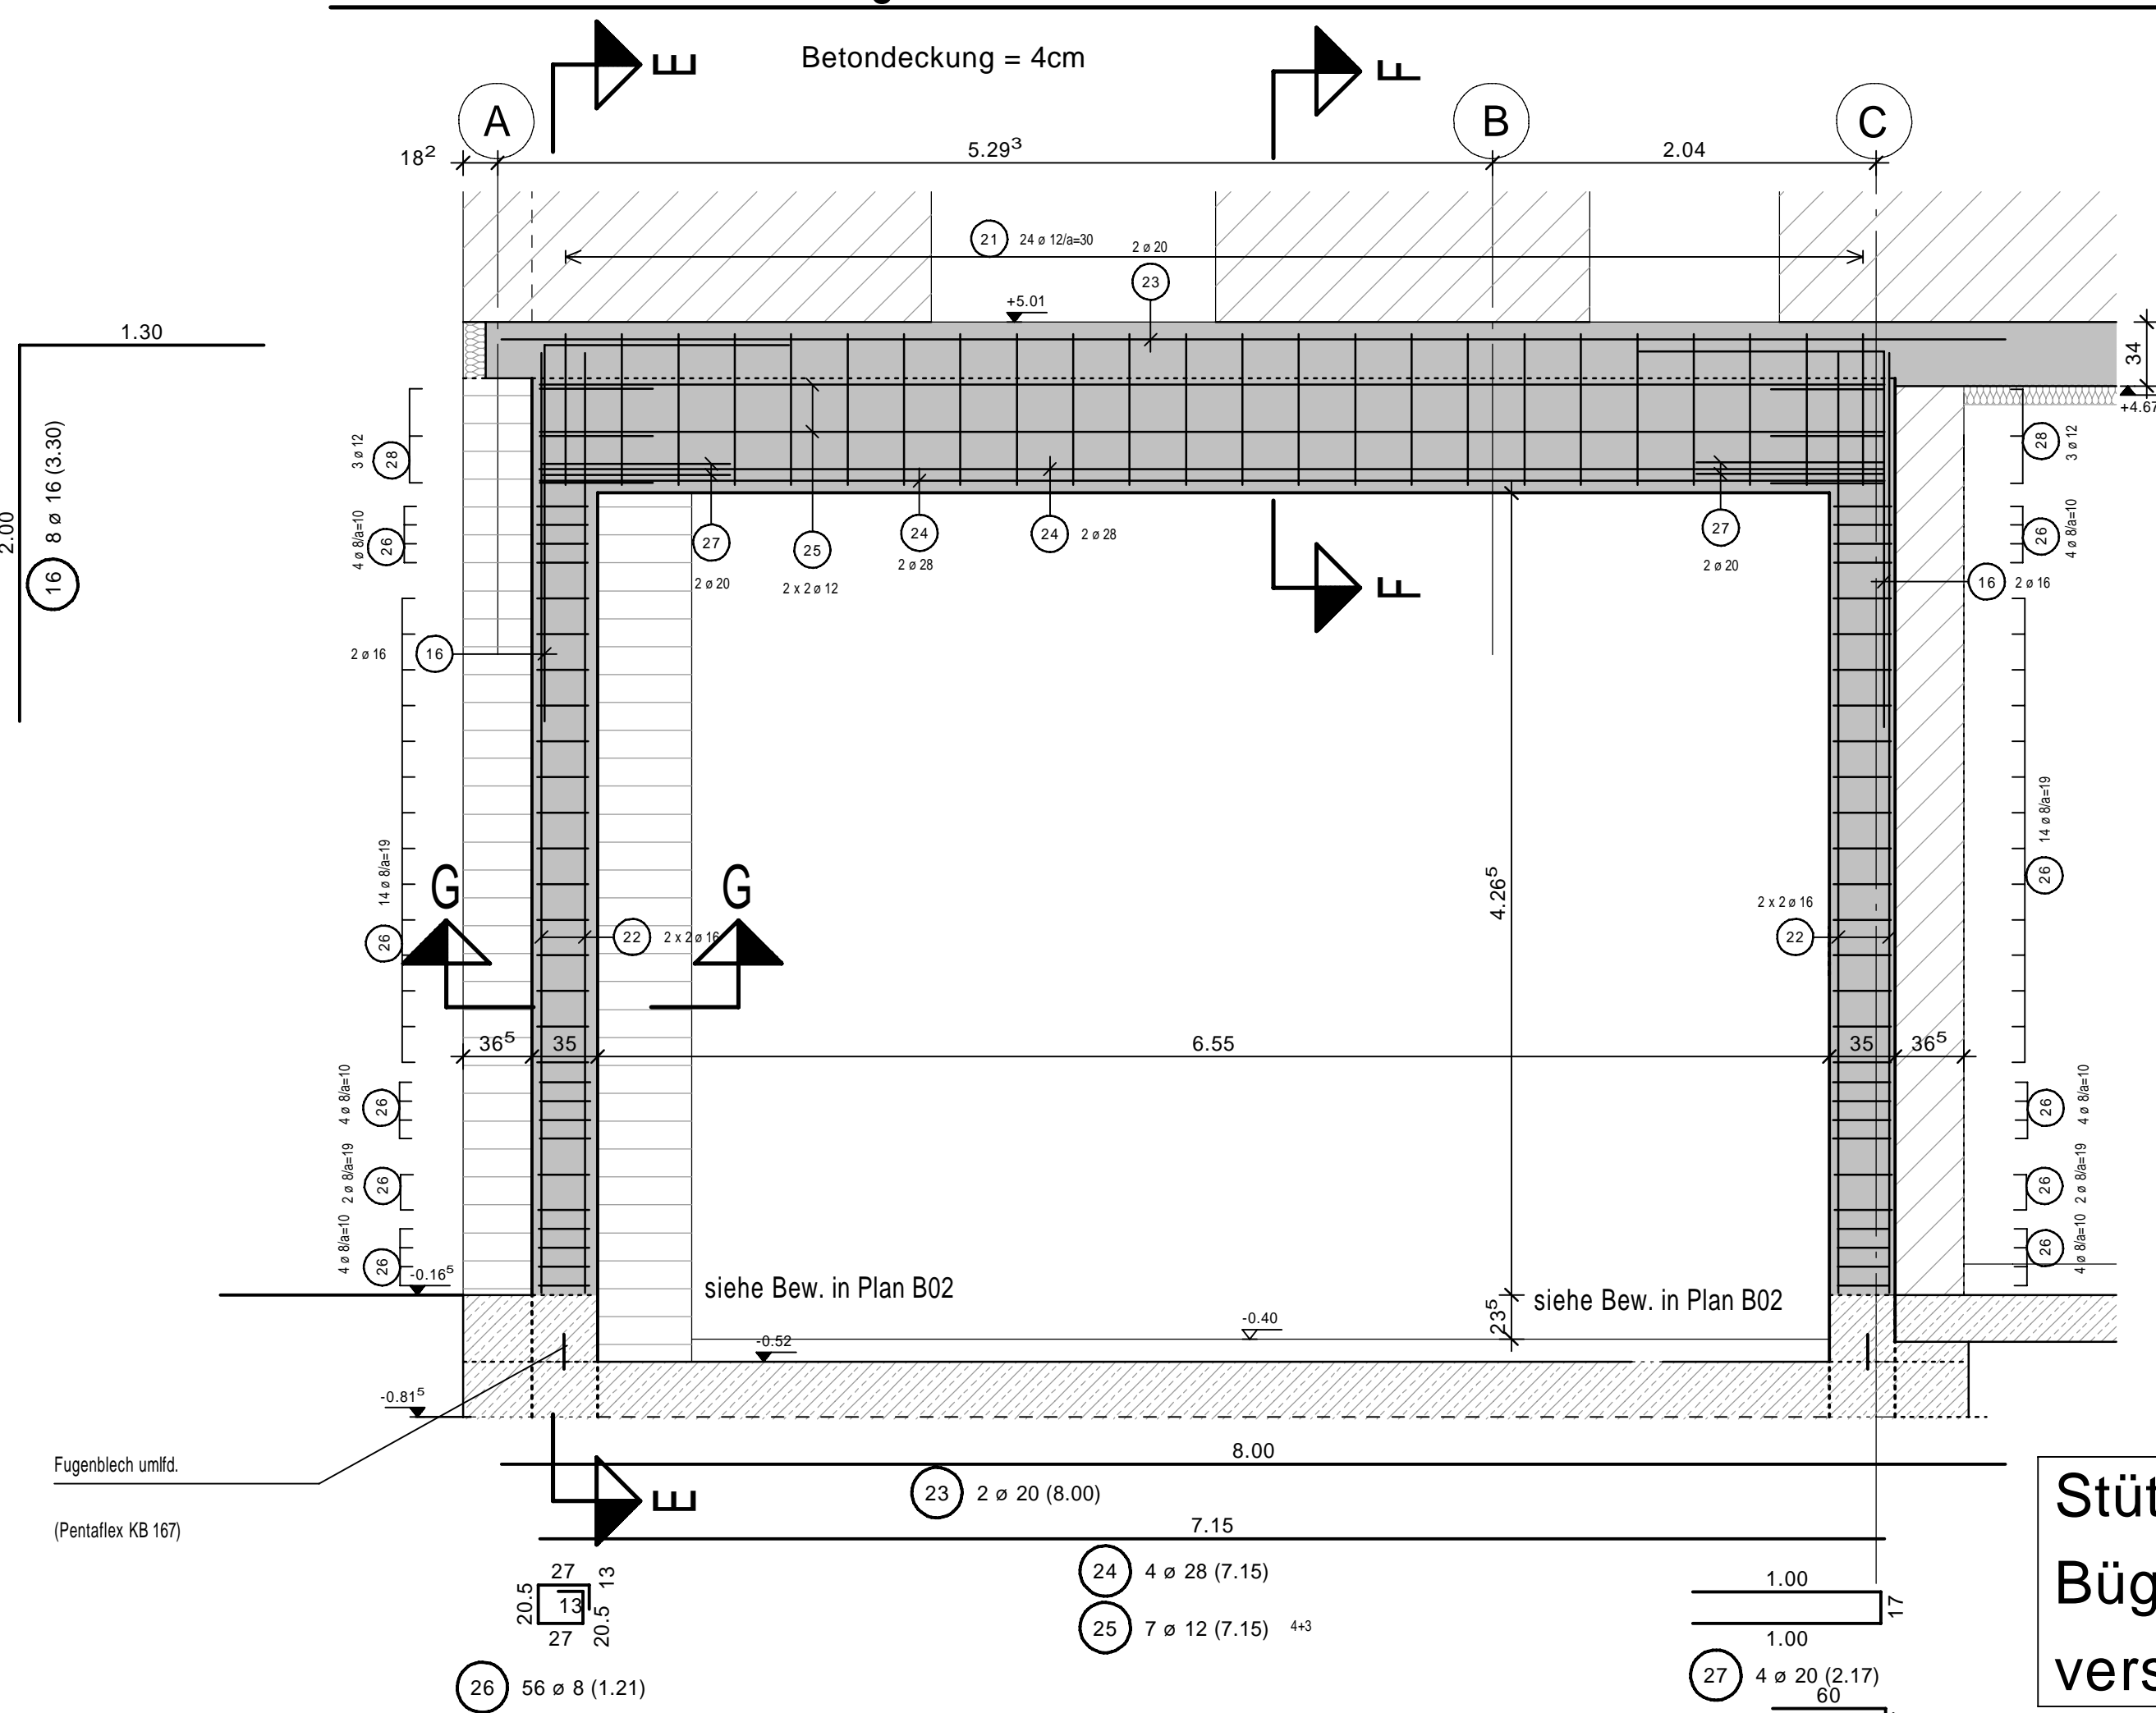 Betondeckung = 4cm
E
F
A
B
C
18²
5.29³
2.04
21
24 ø 12/a=30
2 ø 20
23
+5.01
1.30
34
+4.67
2.00
16
8 ø 16 (3.30)
3 ø 12
28
28
3 ø 12
4 ø 8/a=10
26
26
4 ø 8/a=10
27
2 ø 20
25
2 x 2 ø 12
24
2 ø 28
24
2 ø 28
27
2 ø 20
F
16
2 ø 16
2 ø 16
16
14 ø 8/a=19
26
14 ø 8/a=19
26
G
G
4.26⁵
22
2 x 2 ø 16
2 x 2 ø 16
22
36⁵
35
6.55
35
36⁵
4 ø 8/a=10
26
26
4 ø 8/a=10
2 ø 8/a=19
26
26
2 ø 8/a=19
4 ø 8/a=10
26
26
4 ø 8/a=10
-0.16⁵
siehe Bew. in Plan B02
siehe Bew. in Plan B02
23⁵
-0.40
-0.52
-0.81⁵
Fugenblech umlfd.
(Pentaflex KB 167)
8.00
E
23
2 ø 20 (8.00)
7.15
24
4 ø 28 (7.15)
25
7 ø 12 (7.15)
4+3
27
13
20.5
13
20.5
27
26
56 ø 8 (1.21)
1.00
17
1.00
27
4 ø 20 (2.17)
60
Stüt
Büg
vers